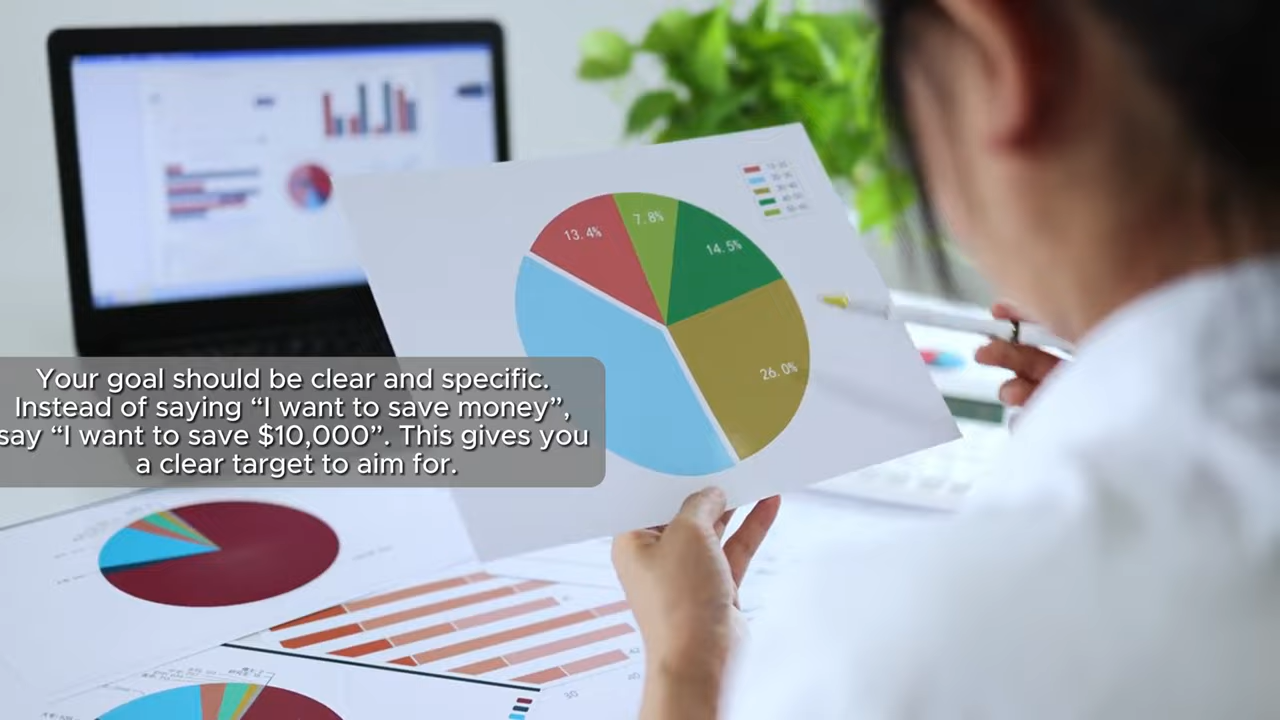 7.8%
13.4%
14.5%
26.0%
Your goal should be clear and specific.
Instead of saying “I want to save money”,
say “I want to save $10,000”. This gives you
a clear target to aim for.